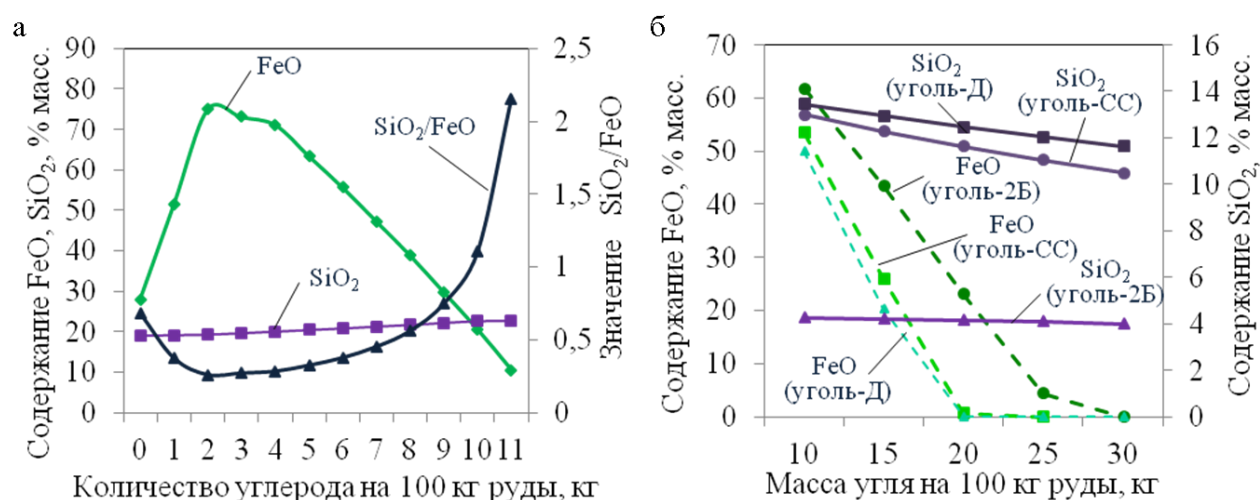 а
Содержание FeO, SiO₂, % масс.
90
80
70
60
50
40
30
20
10
0
FeO
SiO₂/FeO
SiO₂
2,5
2
1,5
1
0,5
0
Значение SiO₂/FeO
0 1 2 3 4 5 6 7 8 9 10 11
Количество углерода на 100 кг руды, кг
б
Содержание FeO, % масс.
70
60
50
40
30
20
10
0
SiO₂
(уголь-Д)
SiO₂
(уголь-СС)
FeO
(уголь-2Б)
FeO
(уголь-СС)
SiO₂
(уголь-2Б)
FeO
(уголь-Д)
16
14
12
10
8
6
4
2
0
Содержание SiO₂, % масс.
10 15 20 25 30
Масса угля на 100 кг руды, кг